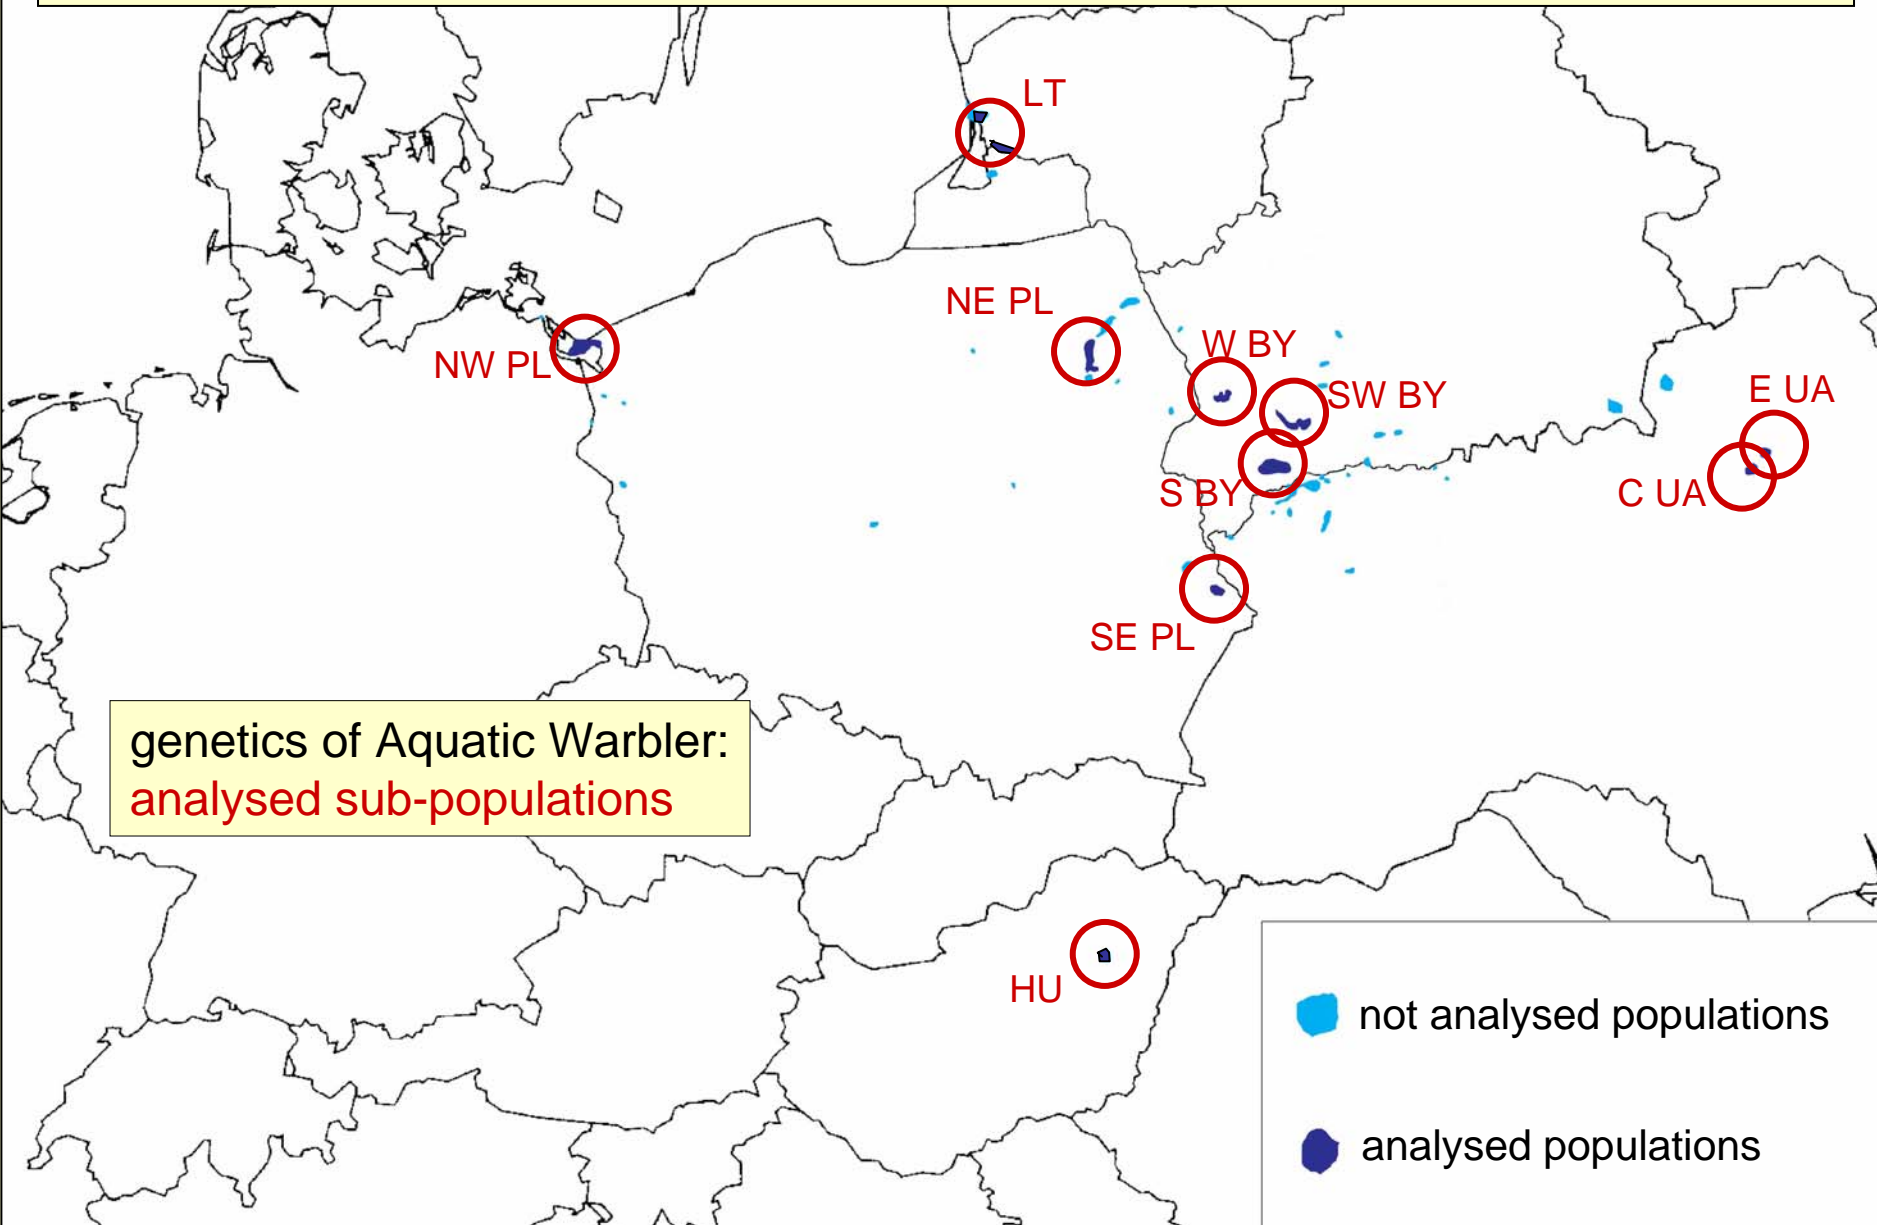 LT
NE PL
NW PL
W BY
SW BY
E UA
S BY
C UA
SE PL
genetics of Aquatic Warbler:
analysed sub-populations
HU
not analysed populations
analysed populations